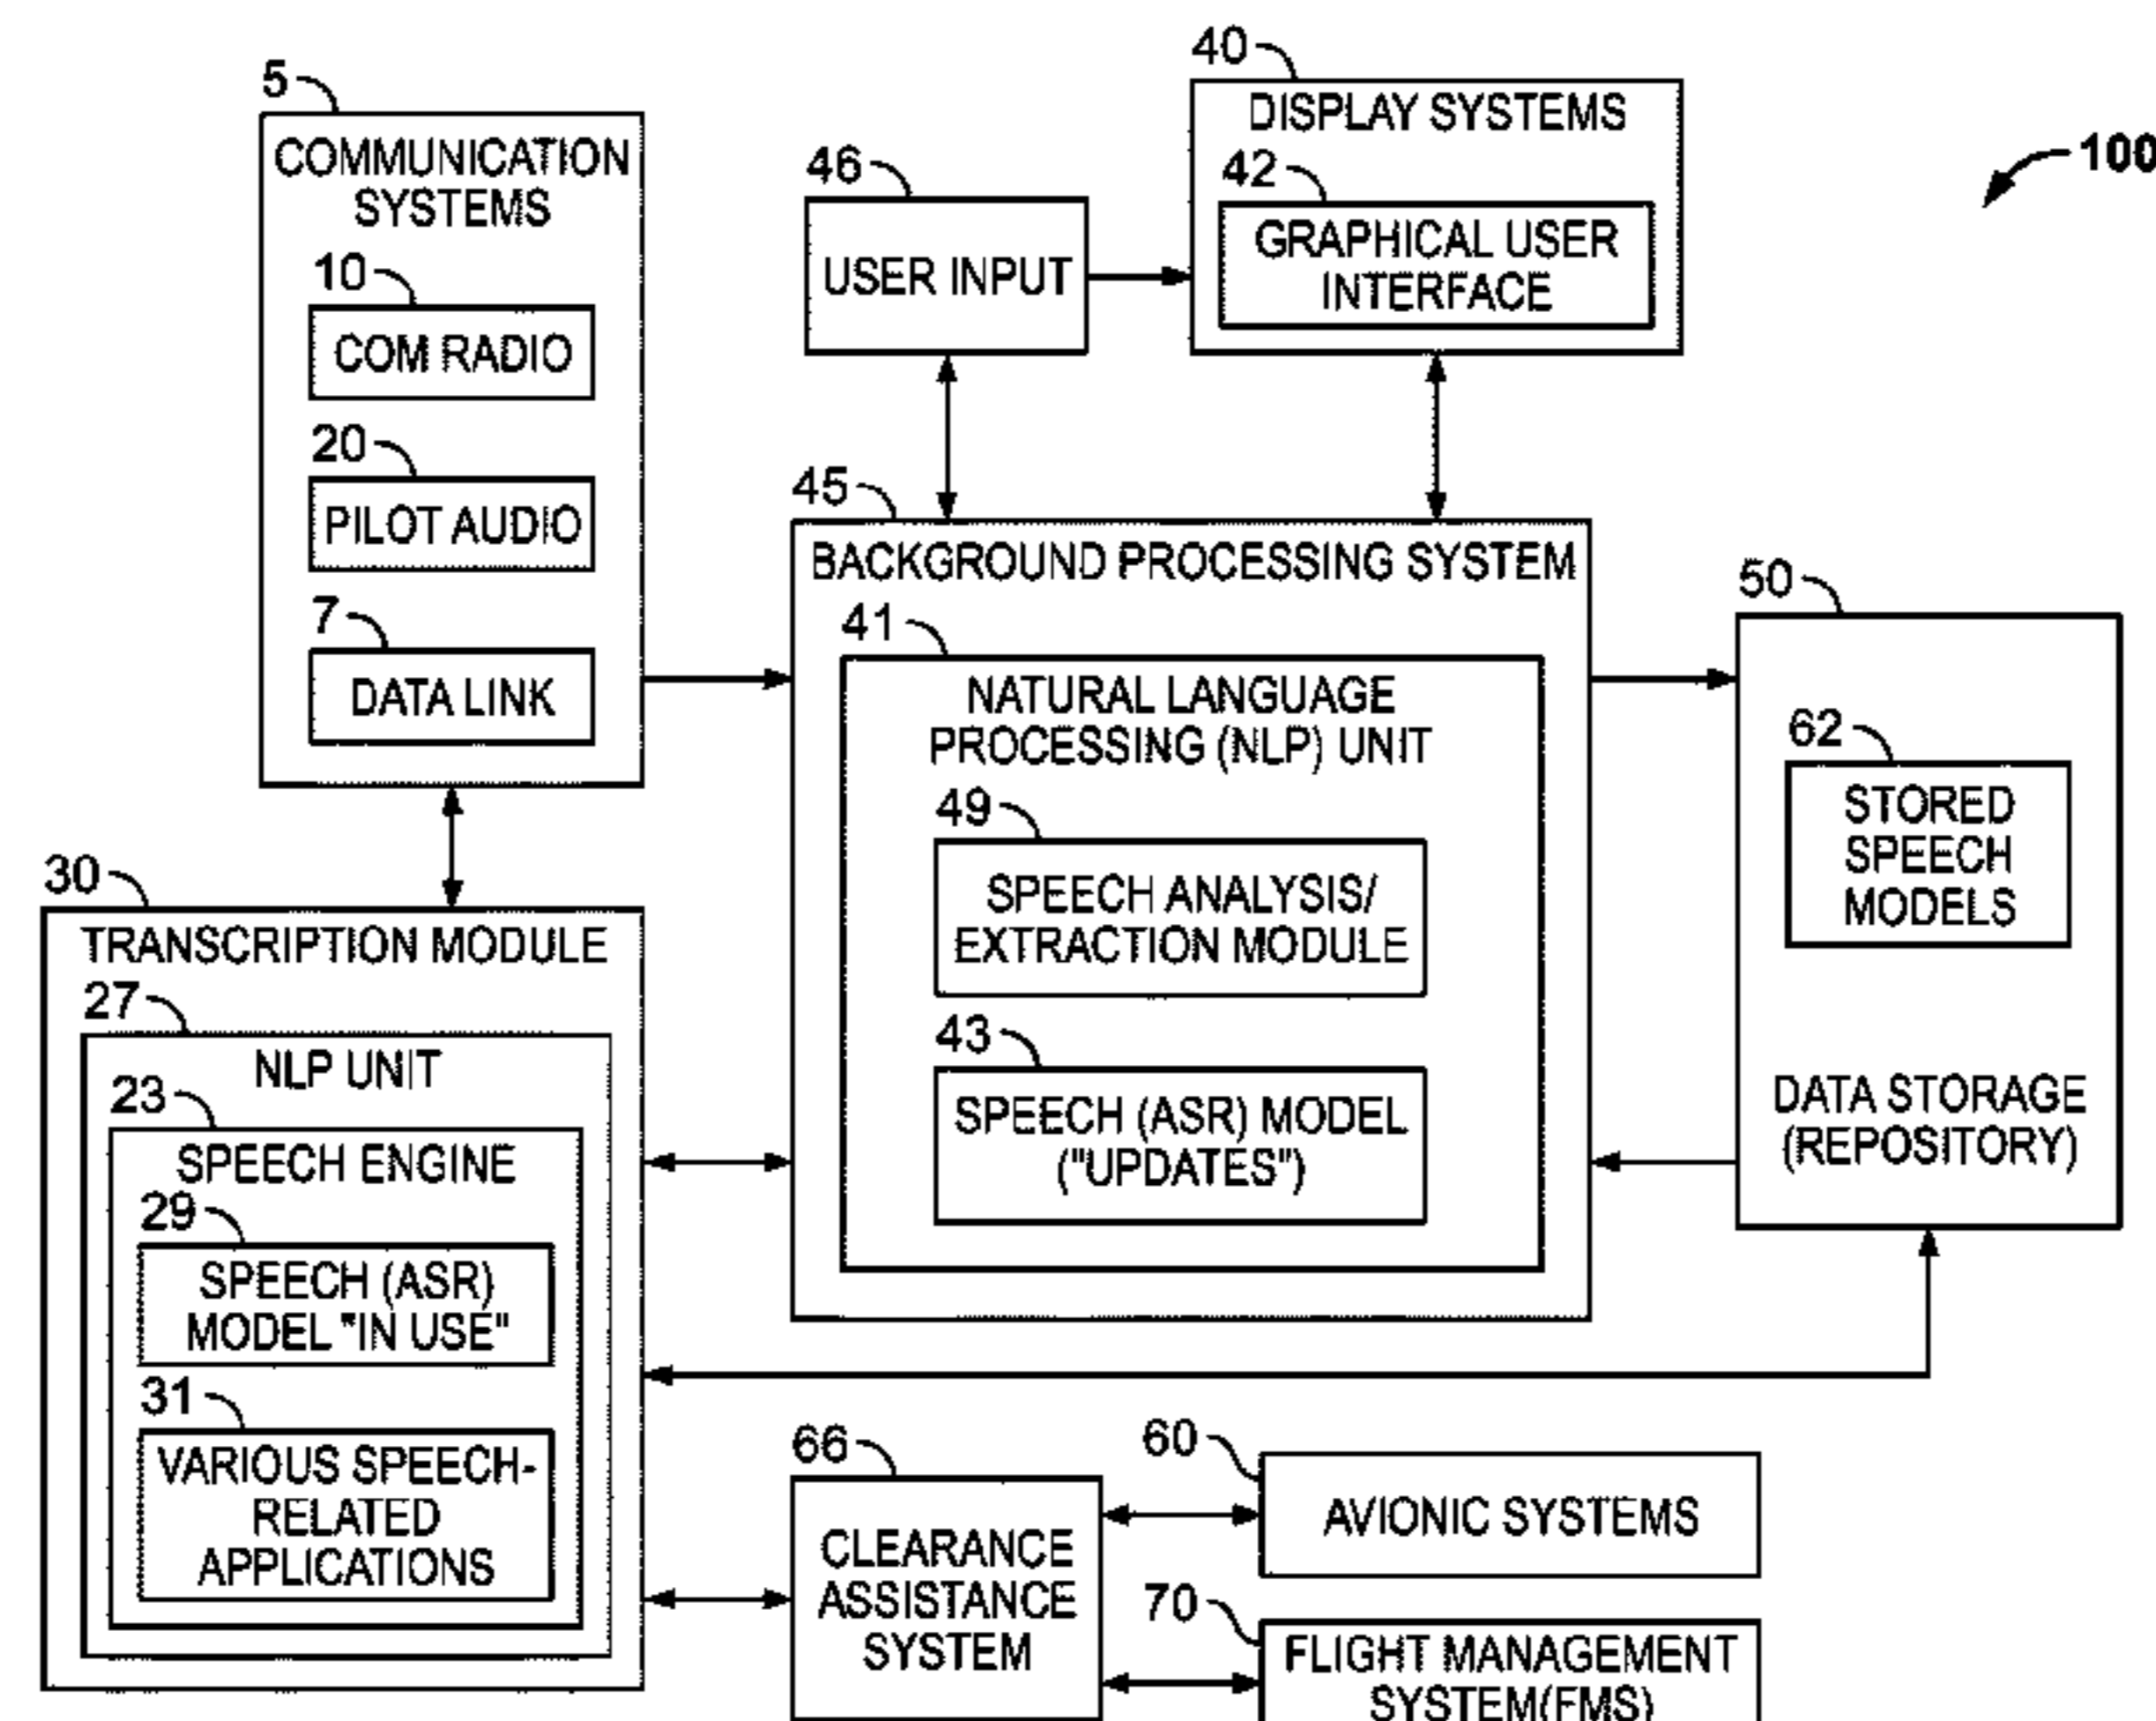 100
5
COMMUNICATION
SYSTEMS
10
COM RADIO
20
PILOT AUDIO
7
DATA LINK
46
USER INPUT
40
DISPLAY SYSTEMS
42
GRAPHICAL USER
INTERFACE
45
BACKGROUND PROCESSING SYSTEM
41
NATURAL LANGUAGE
PROCESSING (NLP) UNIT
49
SPEECH ANALYSIS/
EXTRACTION MODULE
43
SPEECH (ASR) MODEL
("UPDATES")
50
62
STORED
SPEECH
MODELS
DATA STORAGE
(REPOSITORY)
30
TRANSCRIPTION MODULE
27
NLP UNIT
23
SPEECH ENGINE
29
SPEECH (ASR)
MODEL "IN USE"
31
VARIOUS SPEECH-
RELATED
APPLICATIONS
66
CLEARANCE
ASSISTANCE
SYSTEM
60
AVIONIC SYSTEMS
70
FLIGHT MANAGEMENT
SYSTEM(FMS)